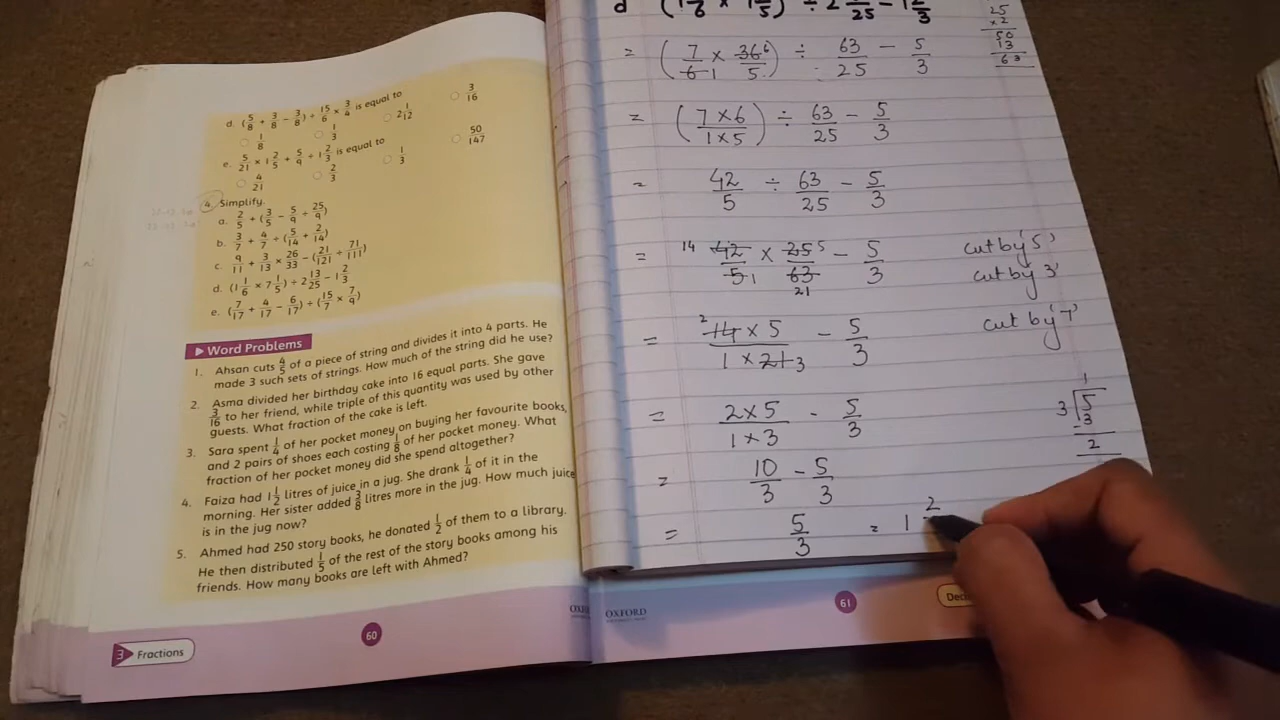 d. (5/8 + 3/8 − 3/8) ÷ 15/6 × 3/4 is equal to
1/8 1/3 2 1/12 3/16
e. 5/21 × 1 2/5 + 5/9 ÷ 1 2/3 is equal to
4/21 2/3 1/3 50/147
4. Simplify.
a. 2/5 + (3/5 − 5/9 ÷ 25/9)
b. 3/7 + 4/7 ÷ (5/14 + 2/14)
c. 9/11 + 3/13 × 26/33 − (21/121 ÷ 71/111)
d. (1 1/6 × 7 1/5) ÷ 2 13/25 − 1 2/3
e. (7/17 + 4/17 − 6/17) ÷ (15/7 × 7/9)
Word Problems
1. Ahsan cuts 4/5 of a piece of string and divides it into 4 parts. He
made 3 such sets of strings. How much of the string did he use?
2. Asma divided her birthday cake into 16 equal parts. She gave
3/16 to her friend, while triple of this quantity was used by other
guests. What fraction of the cake is left.
3. Sara spent 1/4 of her pocket money on buying her favourite books,
and 2 pairs of shoes each costing 1/8 of her pocket money. What
fraction of her pocket money did she spend altogether?
4. Faiza had 1 1/2 litres of juice in a jug. She drank 1/4 of it in the
morning. Her sister added 3/8 litres more in the jug. How much juice
is in the jug now?
5. Ahmed had 250 story books, he donated 1/2 of them to a library.
He then distributed 1/5 of the rest of the story books among his
friends. How many books are left with Ahmed?
3 Fractions
60
OXFORD
d
25
×2
50
13
63
= (7/6 1 × 36 6/5) ÷ 63/25 − 5/3
= (7 × 6/1 × 5) ÷ 63/25 − 5/3
= 42/5 ÷ 63/25 − 5/3
= 14 42/5 1 × 25 5/63 21 − 5/3
cut by '5'
cut by '3'
= 2 14 × 5/1 × 21 3 − 5/3
cut by '7'
= 2 × 5/1 × 3 − 5/3
1
3 5
-3
2
= 10/3 − 5/3
= 5/3 = 1 2
OXFORD
61